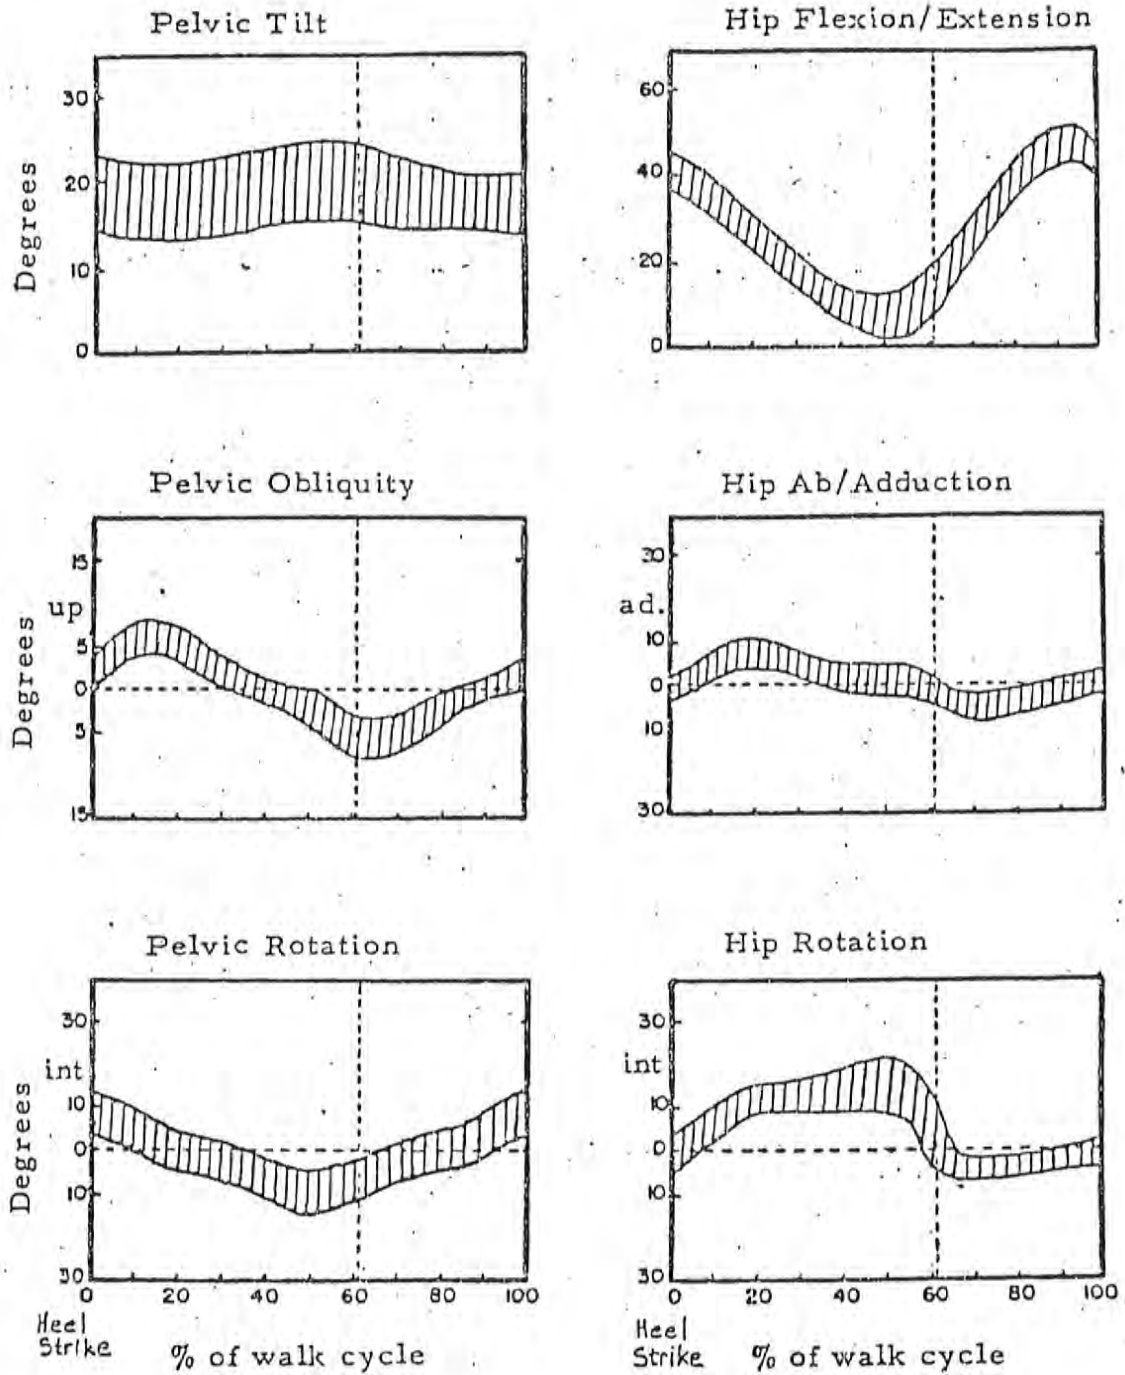 Pelvic Tilt
Hip Flexion/Extension
30
20
10
0
Degrees
60
40
20
0
Pelvic Obliquity
Hip Ab/Adduction
15
up
5
0
5
15
Degrees
30
ad.
10
0
10
30
Pelvic Rotation
Hip Rotation
30
int
10
0
10
30
Degrees
30
int
10
0
10
30
0 20 40 60 80 100
0 20 40 60 80 100
Heel
Strike
% of walk cycle
Heel
Strike
% of walk cycle